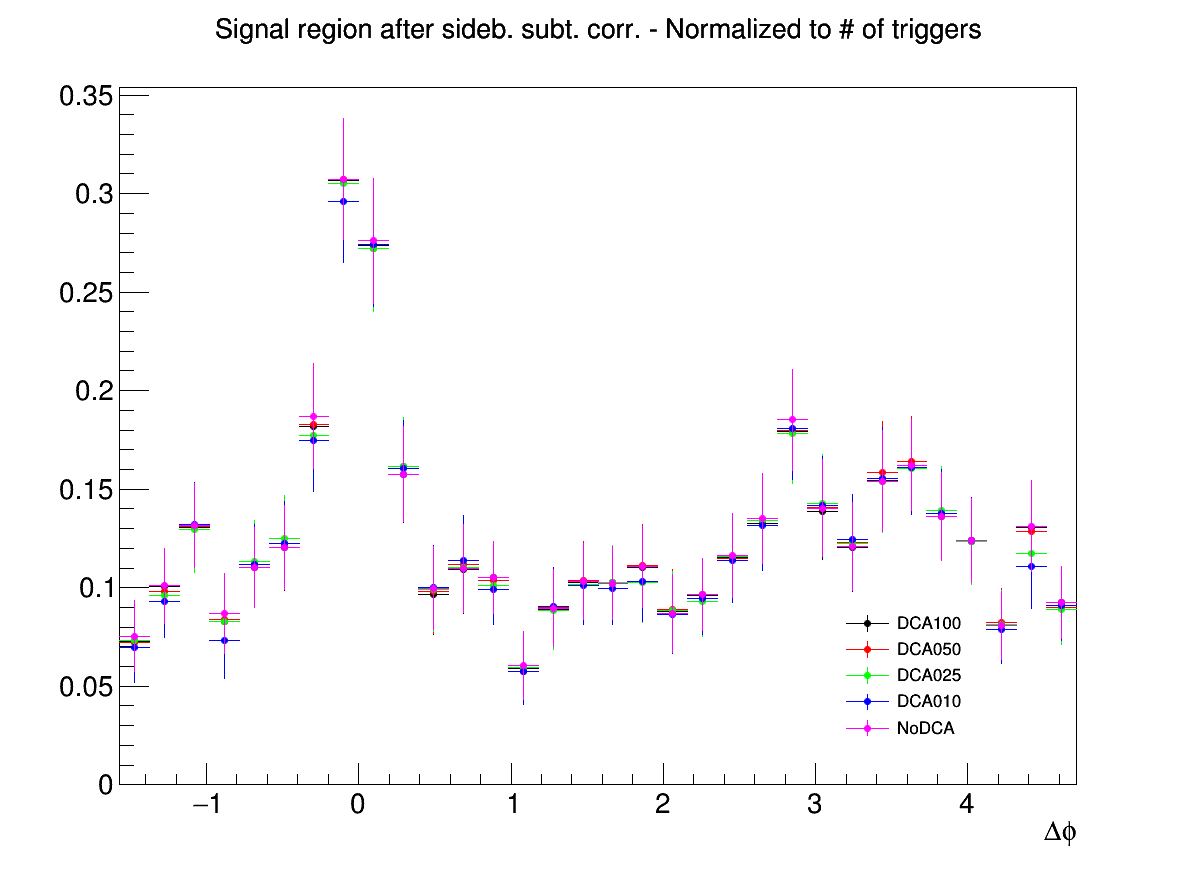 Signal region after sideb. subt. corr. - Normalized to # of triggers
0.35
0.3
0.25
0.2
0.15
0.1
0.05
0
DCA100
DCA050
DCA025
DCA010
NoDCA
−1 0 1 2 3 4
Δϕ